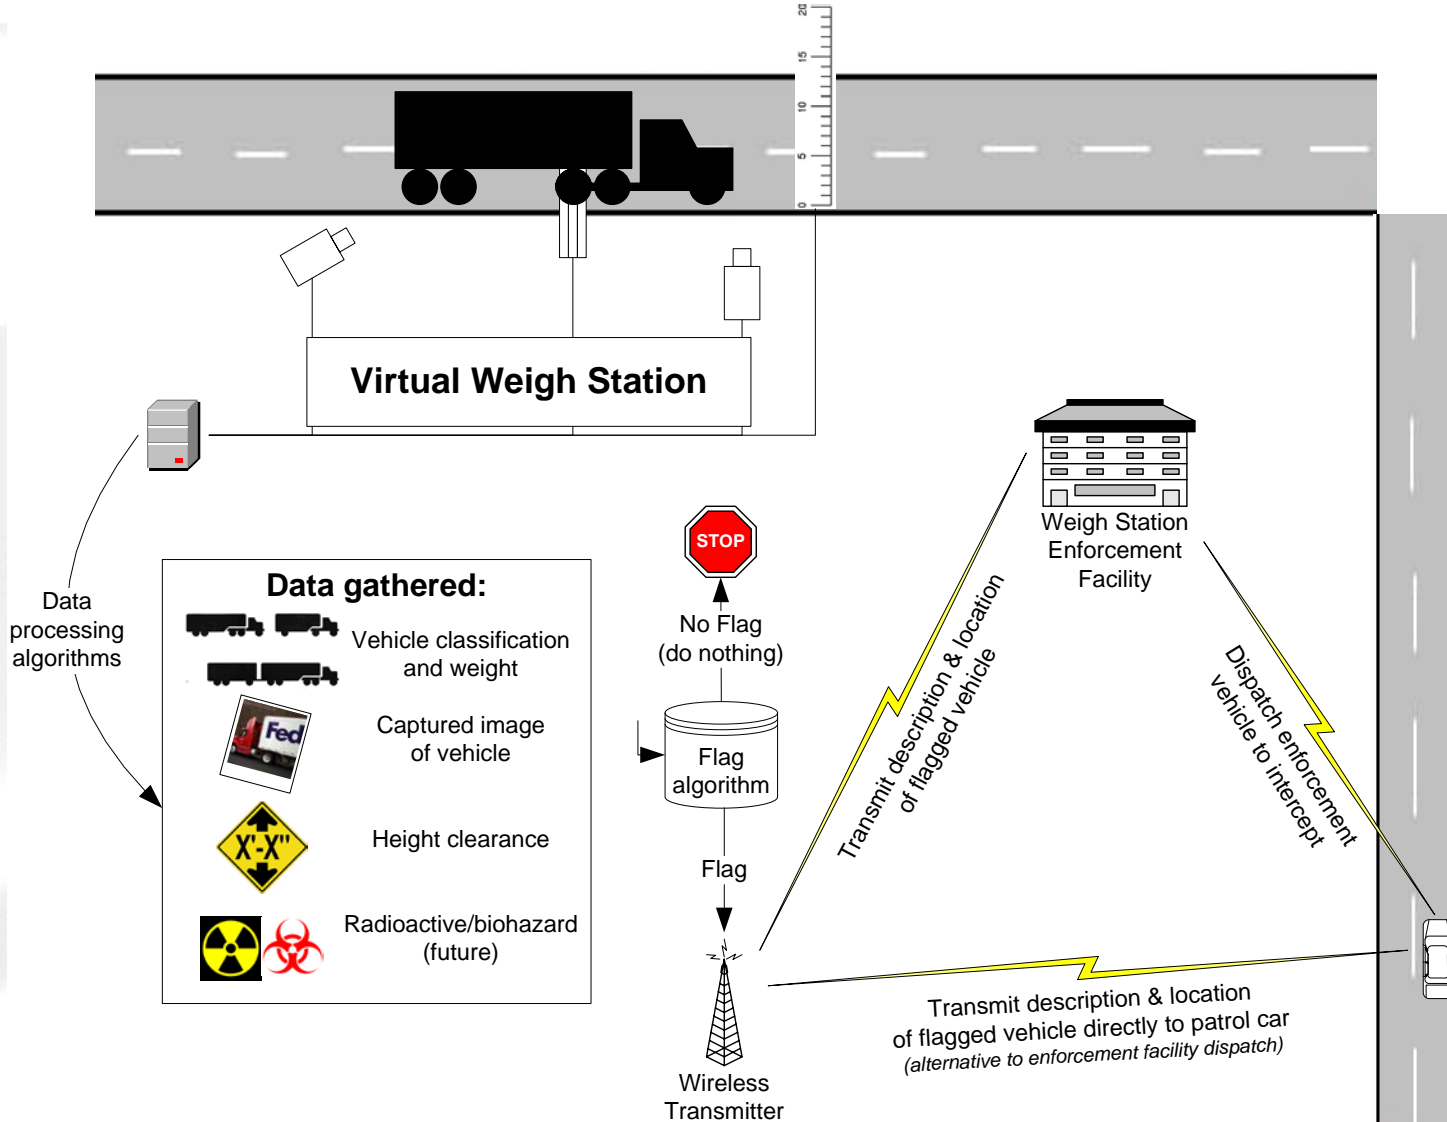 20
15
10
5
0
Virtual Weigh Station
Weigh Station
Enforcement
Facility
STOP
Data
processing
algorithms
Data gathered:
Vehicle classification
and weight
Captured image
of vehicle
Fed
Height clearance
X'-X"
Radioactive/biohazard
(future)
No Flag
(do nothing)
Flag
algorithm
Flag
Wireless
Transmitter
Transmit description & location
of flagged vehicle
Dispatch enforcement
vehicle to intercept
Transmit description & location
of flagged vehicle directly to patrol car
(alternative to enforcement facility dispatch)